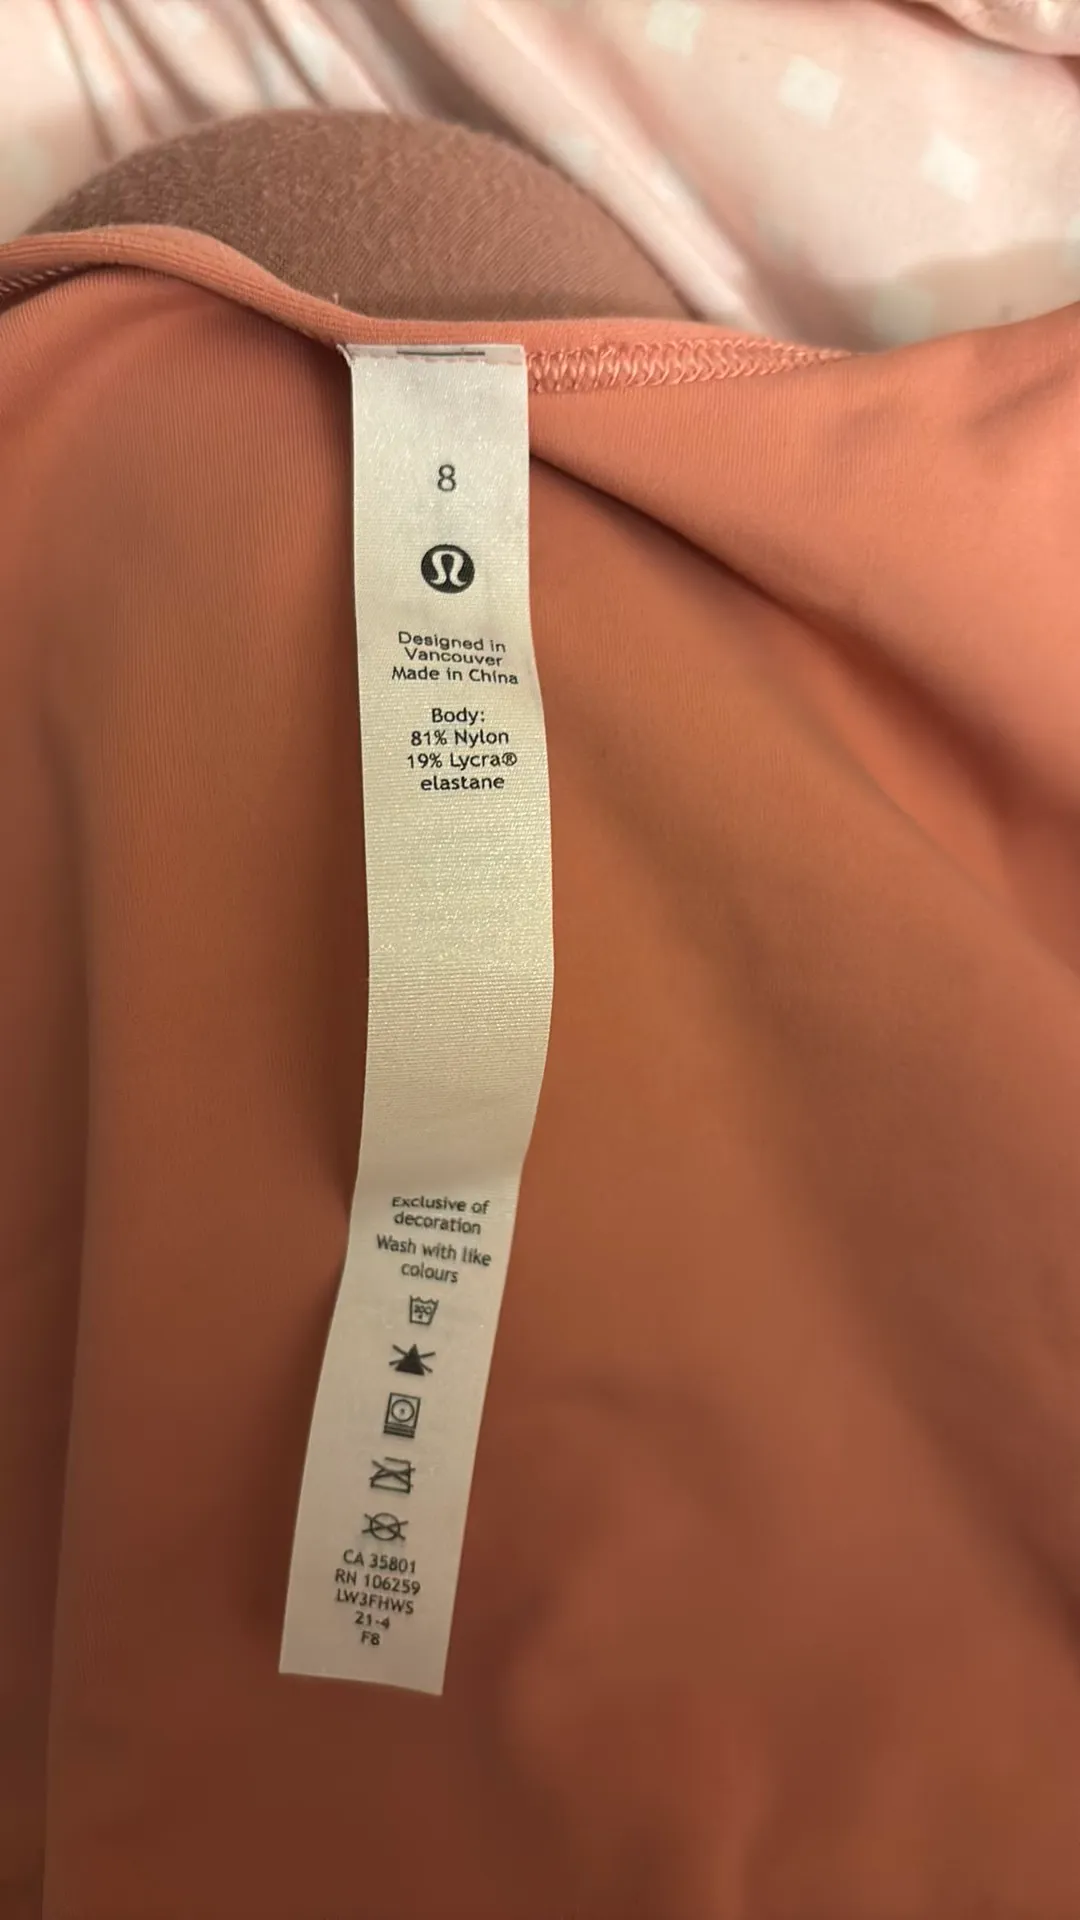 8
Designed in
Vancouver
Made in China
Body:
81% Nylon
19% Lycra®
elastane
Exclusive of
decoration
Wash with like
colours
30C
CA 35801
RN 106259
LW3FHWS
21-4
F8